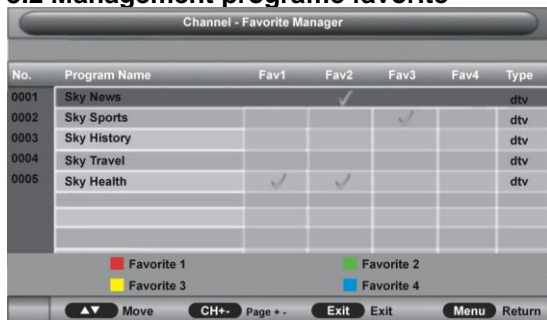 5.2 Management programe favorite
Channel - Favorite Manager
No. Program Name Fav1 Fav2 Fav3 Fav4 Type
0001 Sky News dtv
0002 Sky Sports dtv
0003 Sky History dtv
0004 Sky Travel dtv
0005 Sky Health dtv
Favorite 1 Favorite 2
Favorite 3 Favorite 4
▲▼ Move CH+- Page + - Exit Exit Menu Return